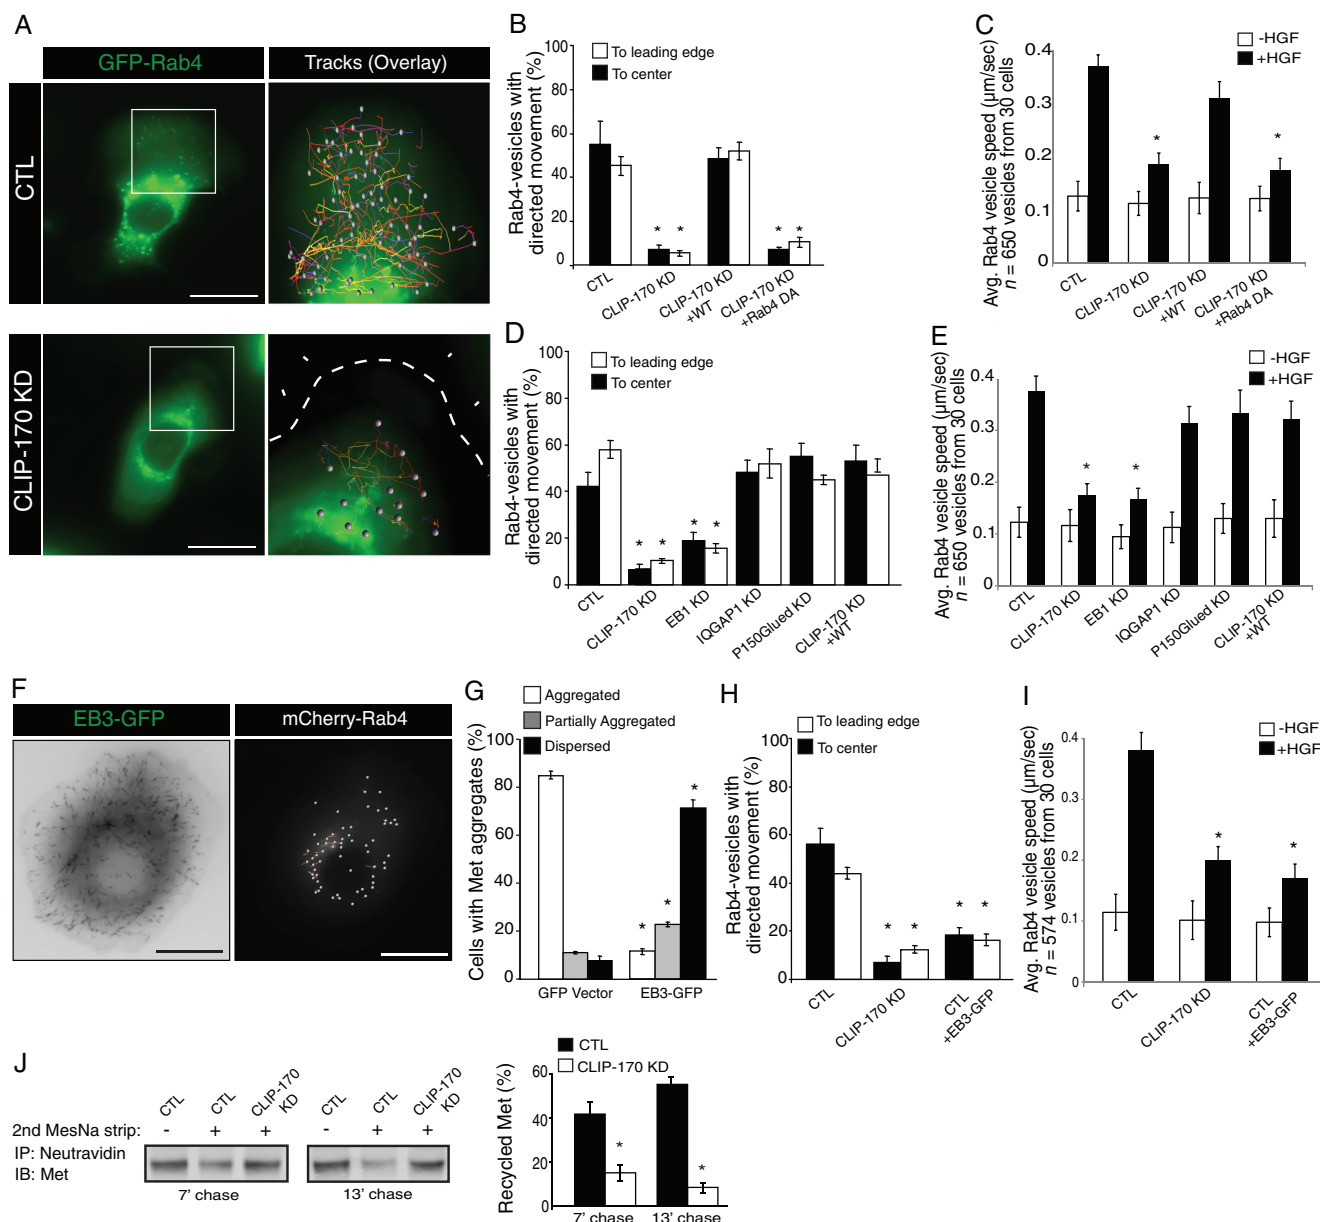 A
GFP-Rab4
Tracks (Overlay)
CTL
CLIP-170 KD
B
To leading edge
To center
Rab4-vesicles with
directed movement (%)
100
80
60
40
20
0
CTL
CLIP-170 KD
CLIP-170 KD
+WT
CLIP-170 KD
+Rab4 DA
* *
* *
C
-HGF
+HGF
Avg. Rab4 vesicle speed (µm/sec)
n = 650 vesicles from 30 cells
0.4
0.3
0.2
0.1
0
CTL
CLIP-170 KD
CLIP-170 KD
+WT
CLIP-170 KD
+Rab4 DA
*
*
D
To leading edge
To center
Rab4-vesicles with
directed movement (%)
100
80
60
40
20
0
CTL
CLIP-170 KD
EB1 KD
IQGAP1 KD
P150Glued KD
CLIP-170 KD
+WT
* *
* *
E
-HGF
+HGF
Avg. Rab4 vesicle speed (µm/sec)
n = 650 vesicles from 30 cells
0.4
0.3
0.2
0.1
0
CTL
CLIP-170 KD
EB1 KD
IQGAP1 KD
P150Glued KD
CLIP-170 KD
+WT
*
*
F
EB3-GFP
mCherry-Rab4
G
Aggregated
Partially Aggregated
Dispersed
Cells with Met aggregates (%)
100
80
60
40
20
0
GFP Vector
EB3-GFP
* * *
H
To leading edge
To center
Rab4-vesicles with
directed movement (%)
100
80
60
40
20
0
CTL
CLIP-170 KD
CTL
+EB3-GFP
* *
* *
I
-HGF
+HGF
Avg. Rab4 vesicle speed (µm/sec)
n = 574 vesicles from 30 cells
0.4
0.3
0.2
0.1
0
CTL
CLIP-170 KD
CTL
+EB3-GFP
*
*
J
CTL
CTL
CLIP-170
KD
CTL
CTL
CLIP-170
KD
2nd MesNa strip: - + + - + +
IP: Neutravidin
IB: Met
7' chase
13' chase
CTL
CLIP-170 KD
Recycled Met (%)
60
40
20
0
7' chase
13' chase
*
*